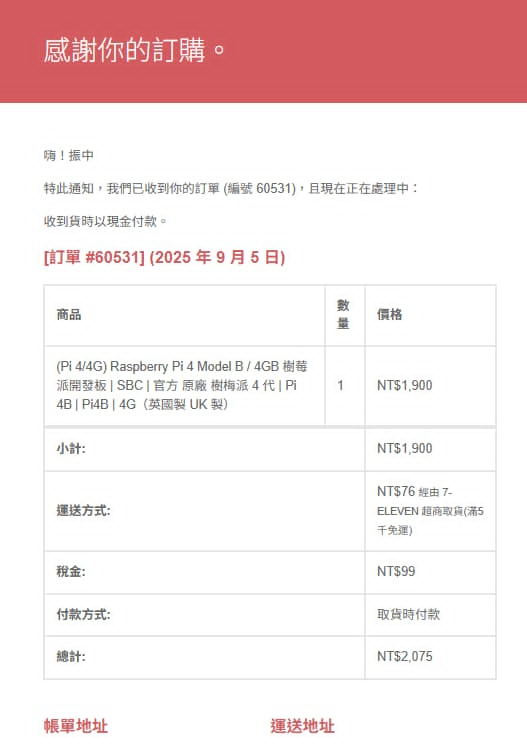 感謝你的訂購。
嗨！振中
特此通知，我們已收到你的訂單 (編號 60531)，且現在正在處理中：
收到貨時以現金付款。
[訂單 #60531] (2025 年 9 月 5 日)
商品
數
量
價格
(Pi 4/4G) Raspberry Pi 4 Model B / 4GB 樹莓
派開發板 | SBC | 官方 原廠 樹梅派 4 代 | Pi
4B | Pi4B | 4G（英國製 UK 製）
1
NT$1,900
小計:
NT$1,900
運送方式:
NT$76 經由 7-
ELEVEN 超商取貨(滿5
千免運)
稅金:
NT$99
付款方式:
取貨時付款
總計:
NT$2,075
帳單地址
運送地址